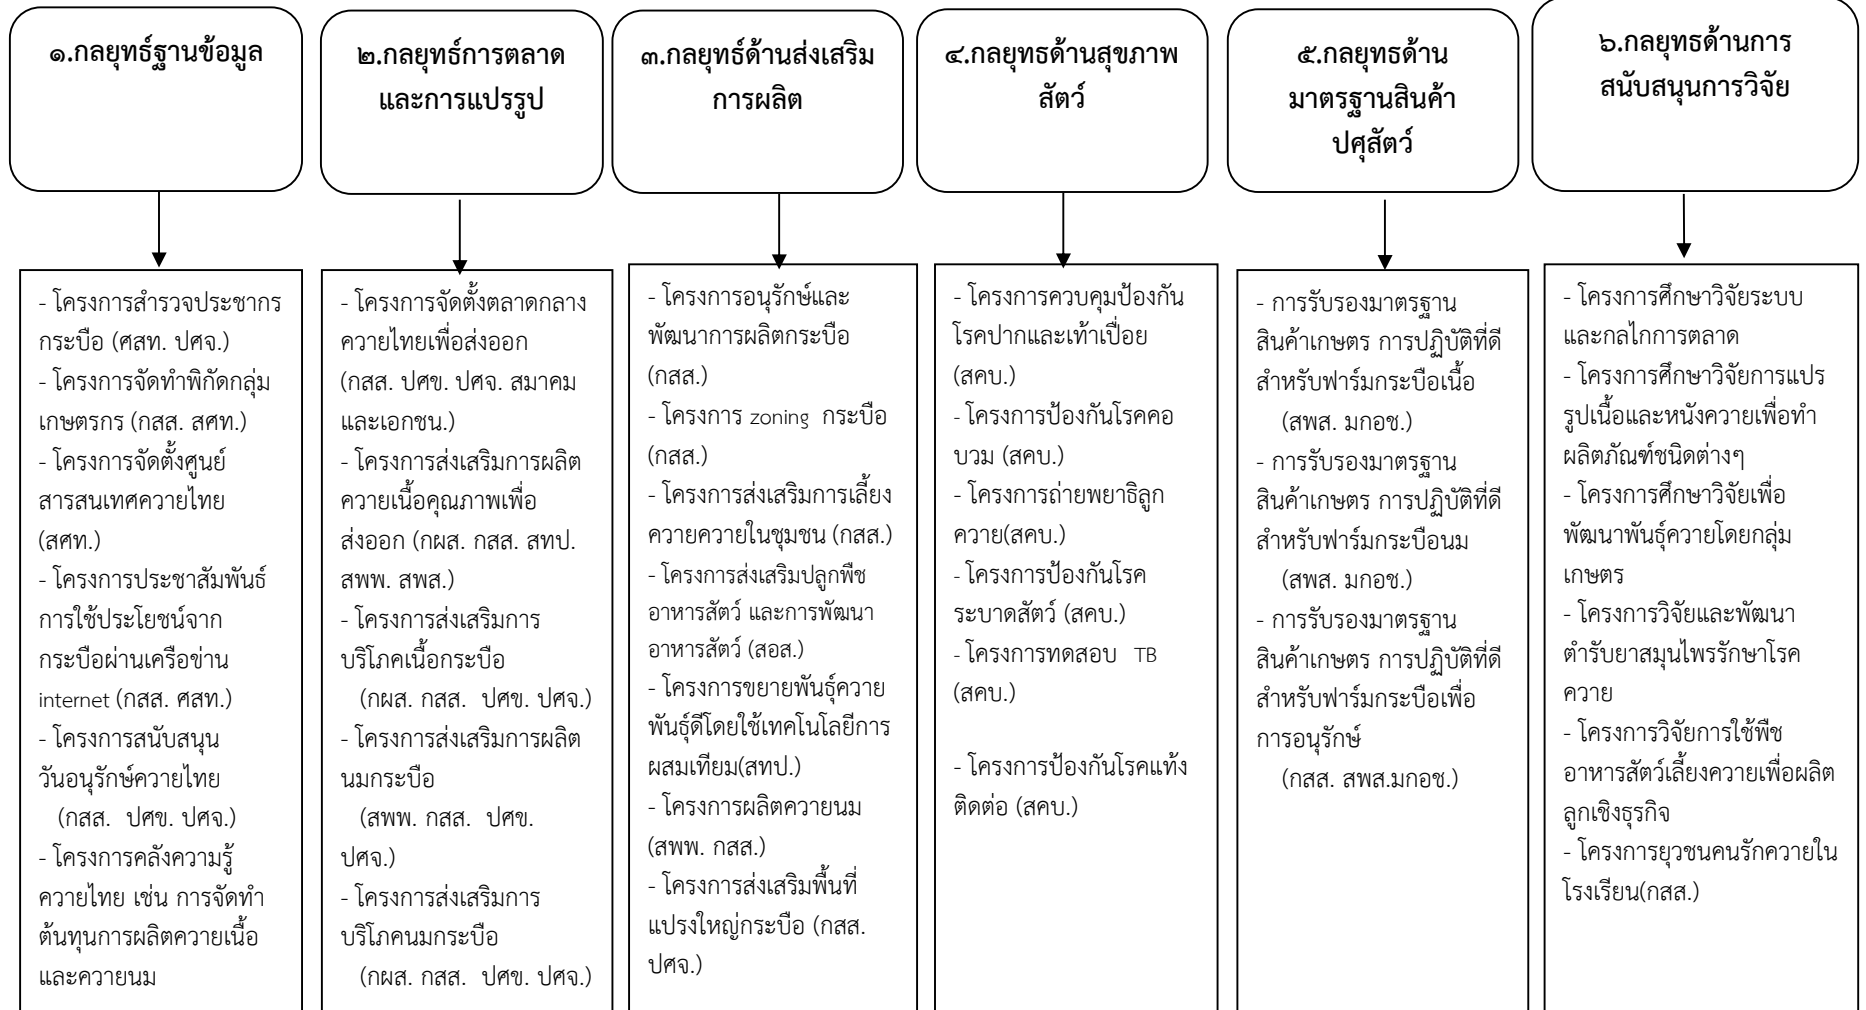 ๑.กลยุทธ์ฐานข้อมูล
๒.กลยุทธ์การตลาด
และการแปรรูป
๓.กลยุทธ์ด้านส่งเสริม
การผลิต
๔.กลยุทธด้านสุขภาพ
สัตว์
๕.กลยุทธด้าน
มาตรฐานสินค้า
ปศุสัตว์
๖.กลยุทธด้านการ
สนับสนุนการวิจัย
- โครงการสำรวจประชากร
กระบือ (ศสท. ปศจ.)
- โครงการจัดทำพิกัดกลุ่ม
เกษตรกร (กสส. สศท.)
- โครงการจัดตั้งศูนย์
สารสนเทศควายไทย
(สศท.)
- โครงการประชาสัมพันธ์
การใช้ประโยชน์จาก
กระบือผ่านเครือข่าน
internet (กสส. ศสท.)
- โครงการสนับสนุน
วันอนุรักษ์ควายไทย
(กสส. ปศข. ปศจ.)
- โครงการคลังความรู้
ควายไทย เช่น การจัดทำ
ต้นทุนการผลิตควายเนื้อ
และควายนม
- โครงการจัดตั้งตลาดกลาง
ควายไทยเพื่อส่งออก
(กสส. ปศข. ปศจ. สมาคม
และเอกชน.)
- โครงการส่งเสริมการผลิต
ควายเนื้อคุณภาพเพื่อ
ส่งออก (กผส. กสส. สทป.
สพพ. สพส.)
- โครงการส่งเสริมการ
บริโภคเนื้อกระบือ
(กผส. กสส. ปศข. ปศจ.)
- โครงการส่งเสริมการผลิต
นมกระบือ
(สพพ. กสส. ปศข.
ปศจ.)
- โครงการส่งเสริมการ
บริโภคนมกระบือ
(กผส. กสส. ปศข. ปศจ.)
- โครงการอนุรักษ์และ
พัฒนาการผลิตกระบือ
(กสส.)
- โครงการ zoning กระบือ
(กสส.)
- โครงการส่งเสริมการเลี้ยง
ควายควายในชุมชน (กสส.)
- โครงการส่งเสริมปลูกพืช
อาหารสัตว์ และการพัฒนา
อาหารสัตว์ (สอส.)
- โครงการขยายพันธุ์ควาย
พันธุ์ดีโดยใช้เทคโนโลยีการ
ผสมเทียม(สทป.)
- โครงการผลิตควายนม
(สพพ. กสส.)
- โครงการส่งเสริมพื้นที่
แปรงใหญ่กระบือ (กสส.
ปศจ.)
- โครงการควบคุมป้องกัน
โรคปากและเท้าเปื่อย
(สคบ.)
- โครงการป้องกันโรคคอ
บวม (สคบ.)
- โครงการถ่ายพยาธิลูก
ควาย(สคบ.)
- โครงการป้องกันโรค
ระบาดสัตว์ (สคบ.)
- โครงการทดสอบ TB
(สคบ.)
- โครงการป้องกันโรคแท้ง
ติดต่อ (สคบ.)
- การรับรองมาตรฐาน
สินค้าเกษตร การปฏิบัติที่ดี
สำหรับฟาร์มกระบือเนื้อ
(สพส. มกอช.)
- การรับรองมาตรฐาน
สินค้าเกษตร การปฏิบัติที่ดี
สำหรับฟาร์มกระบือนม
(สพส. มกอช.)
- การรับรองมาตรฐาน
สินค้าเกษตร การปฏิบัติที่ดี
สำหรับฟาร์มกระบือเพื่อ
การอนุรักษ์
(กสส. สพส.มกอช.)
- โครงการศึกษาวิจัยระบบ
และกลไกการตลาด
- โครงการศึกษาวิจัยการแปร
รูปเนื้อและหนังควายเพื่อทำ
ผลิตภัณฑ์ชนิดต่างๆ
- โครงการศึกษาวิจัยเพื่อ
พัฒนาพันธุ์ควายโดยกลุ่ม
เกษตร
- โครงการวิจัยและพัฒนา
ตำรับยาสมุนไพรรักษาโรค
ควาย
- โครงการวิจัยการใช้พืช
อาหารสัตว์เลี้ยงควายเพื่อผลิต
ลูกเชิงธุรกิจ
- โครงการยุวชนคนรักควายใน
โรงเรียน(กสส.)